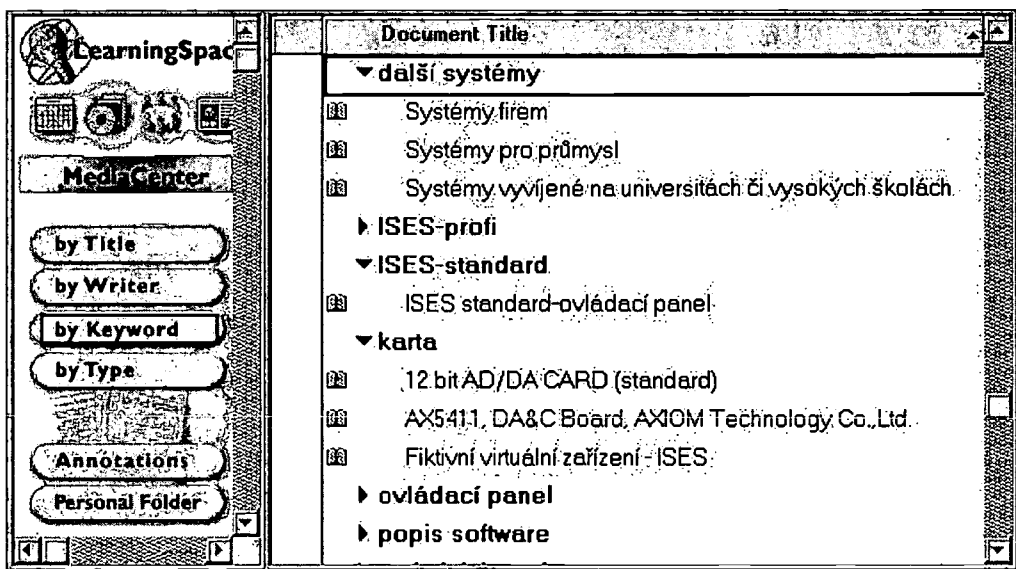 LearningSpac
MediaCenter
by Title
by Writer
by Keyword
by Type
Annotations
Personal Folder
Document Title
další systémy
Systémy firem
Systémy pro průmysl
Systémy vyvíjené na universitách či vysokých školách
ISES-profi
ISES-standard
ISES standard-ovládací panel
karta
12 bit AD/DA CARD (standard)
AX5411, DA&C Board, AXIOM Technology Co.,Ltd.
Fiktivní virtuální zařízení - ISES
ovládací panel
popis software